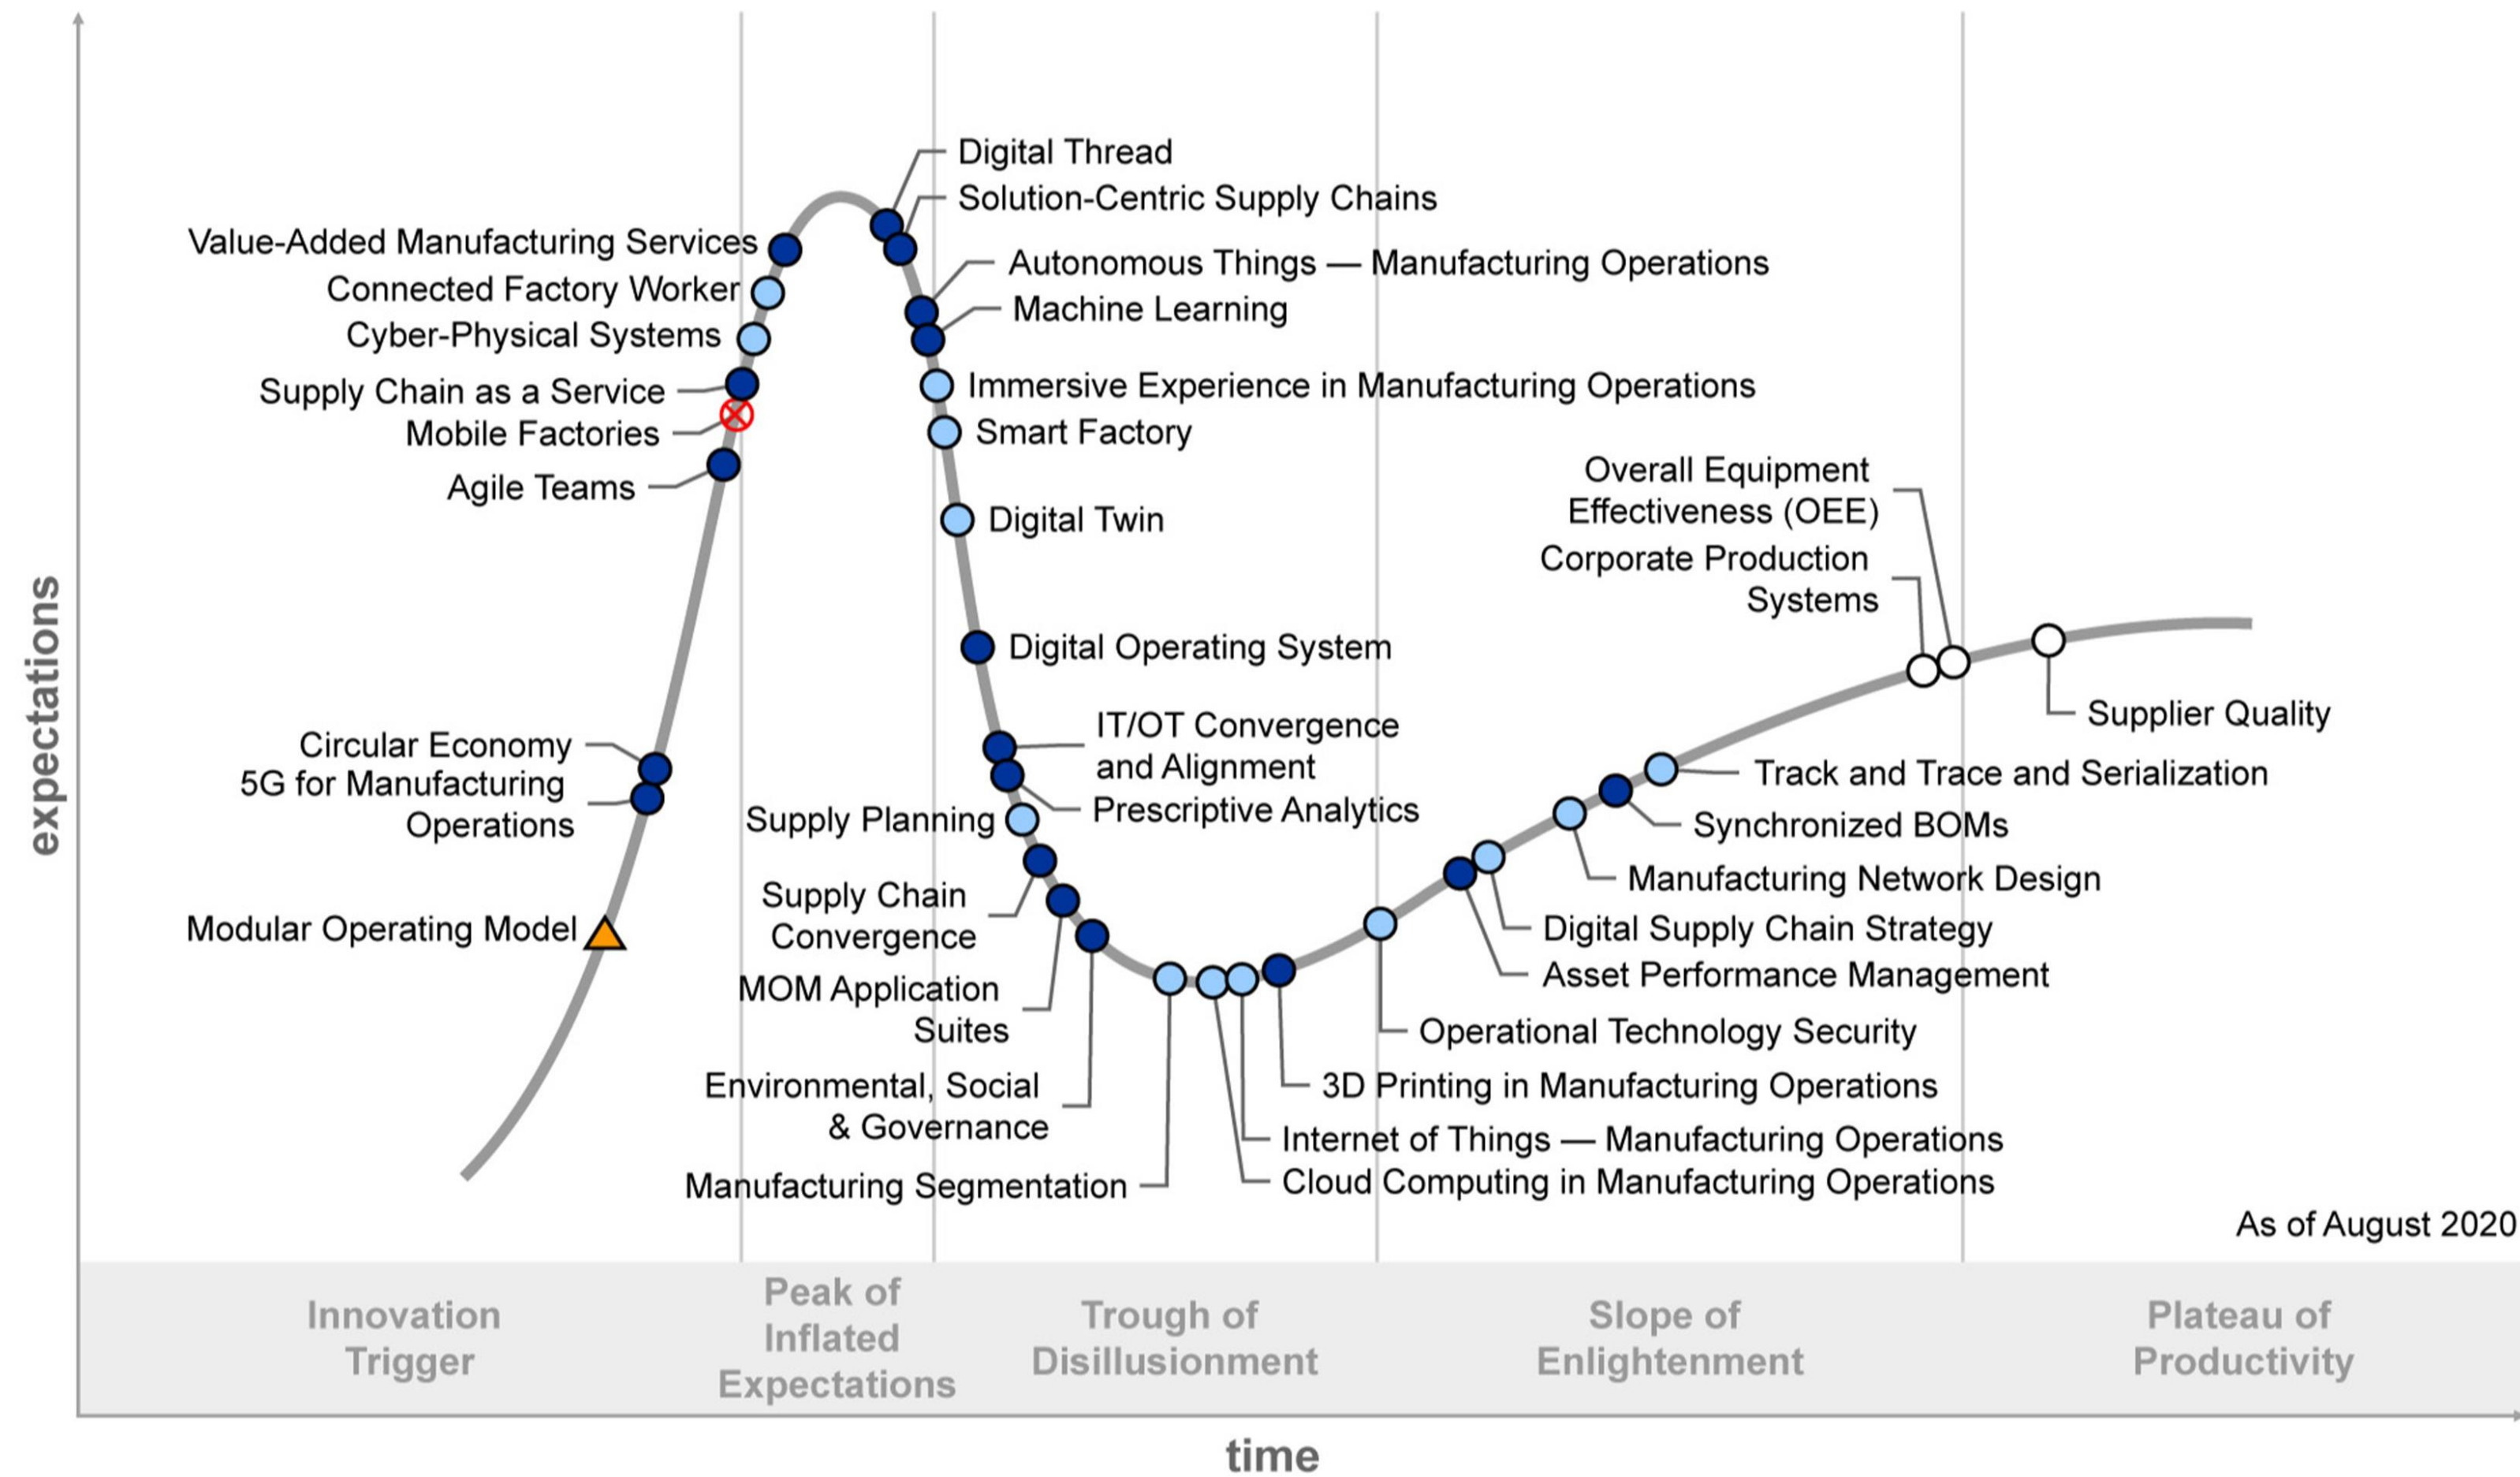 Digital Thread
Solution-Centric Supply Chains
Value-Added Manufacturing Services
Autonomous Things — Manufacturing Operations
Connected Factory Worker
Machine Learning
Cyber-Physical Systems
Supply Chain as a Service
Immersive Experience in Manufacturing Operations
Mobile Factories
Smart Factory
Agile Teams
Digital Twin
Overall Equipment
Effectiveness (OEE)
Corporate Production
Systems
Digital Operating System
expectations
Supplier Quality
Circular Economy
5G for Manufacturing
Operations
IT/OT Convergence
and Alignment
Prescriptive Analytics
Supply Planning
Track and Trace and Serialization
Synchronized BOMs
Manufacturing Network Design
Digital Supply Chain Strategy
Asset Performance Management
Modular Operating Model
Supply Chain
Convergence
MOM Application
Suites
Operational Technology Security
Environmental, Social
& Governance
3D Printing in Manufacturing Operations
Internet of Things — Manufacturing Operations
Manufacturing Segmentation
Cloud Computing in Manufacturing Operations
As of August 2020
Innovation
Trigger
Peak of
Inflated
Expectations
Trough of
Disillusionment
Slope of
Enlightenment
Plateau of
Productivity
time